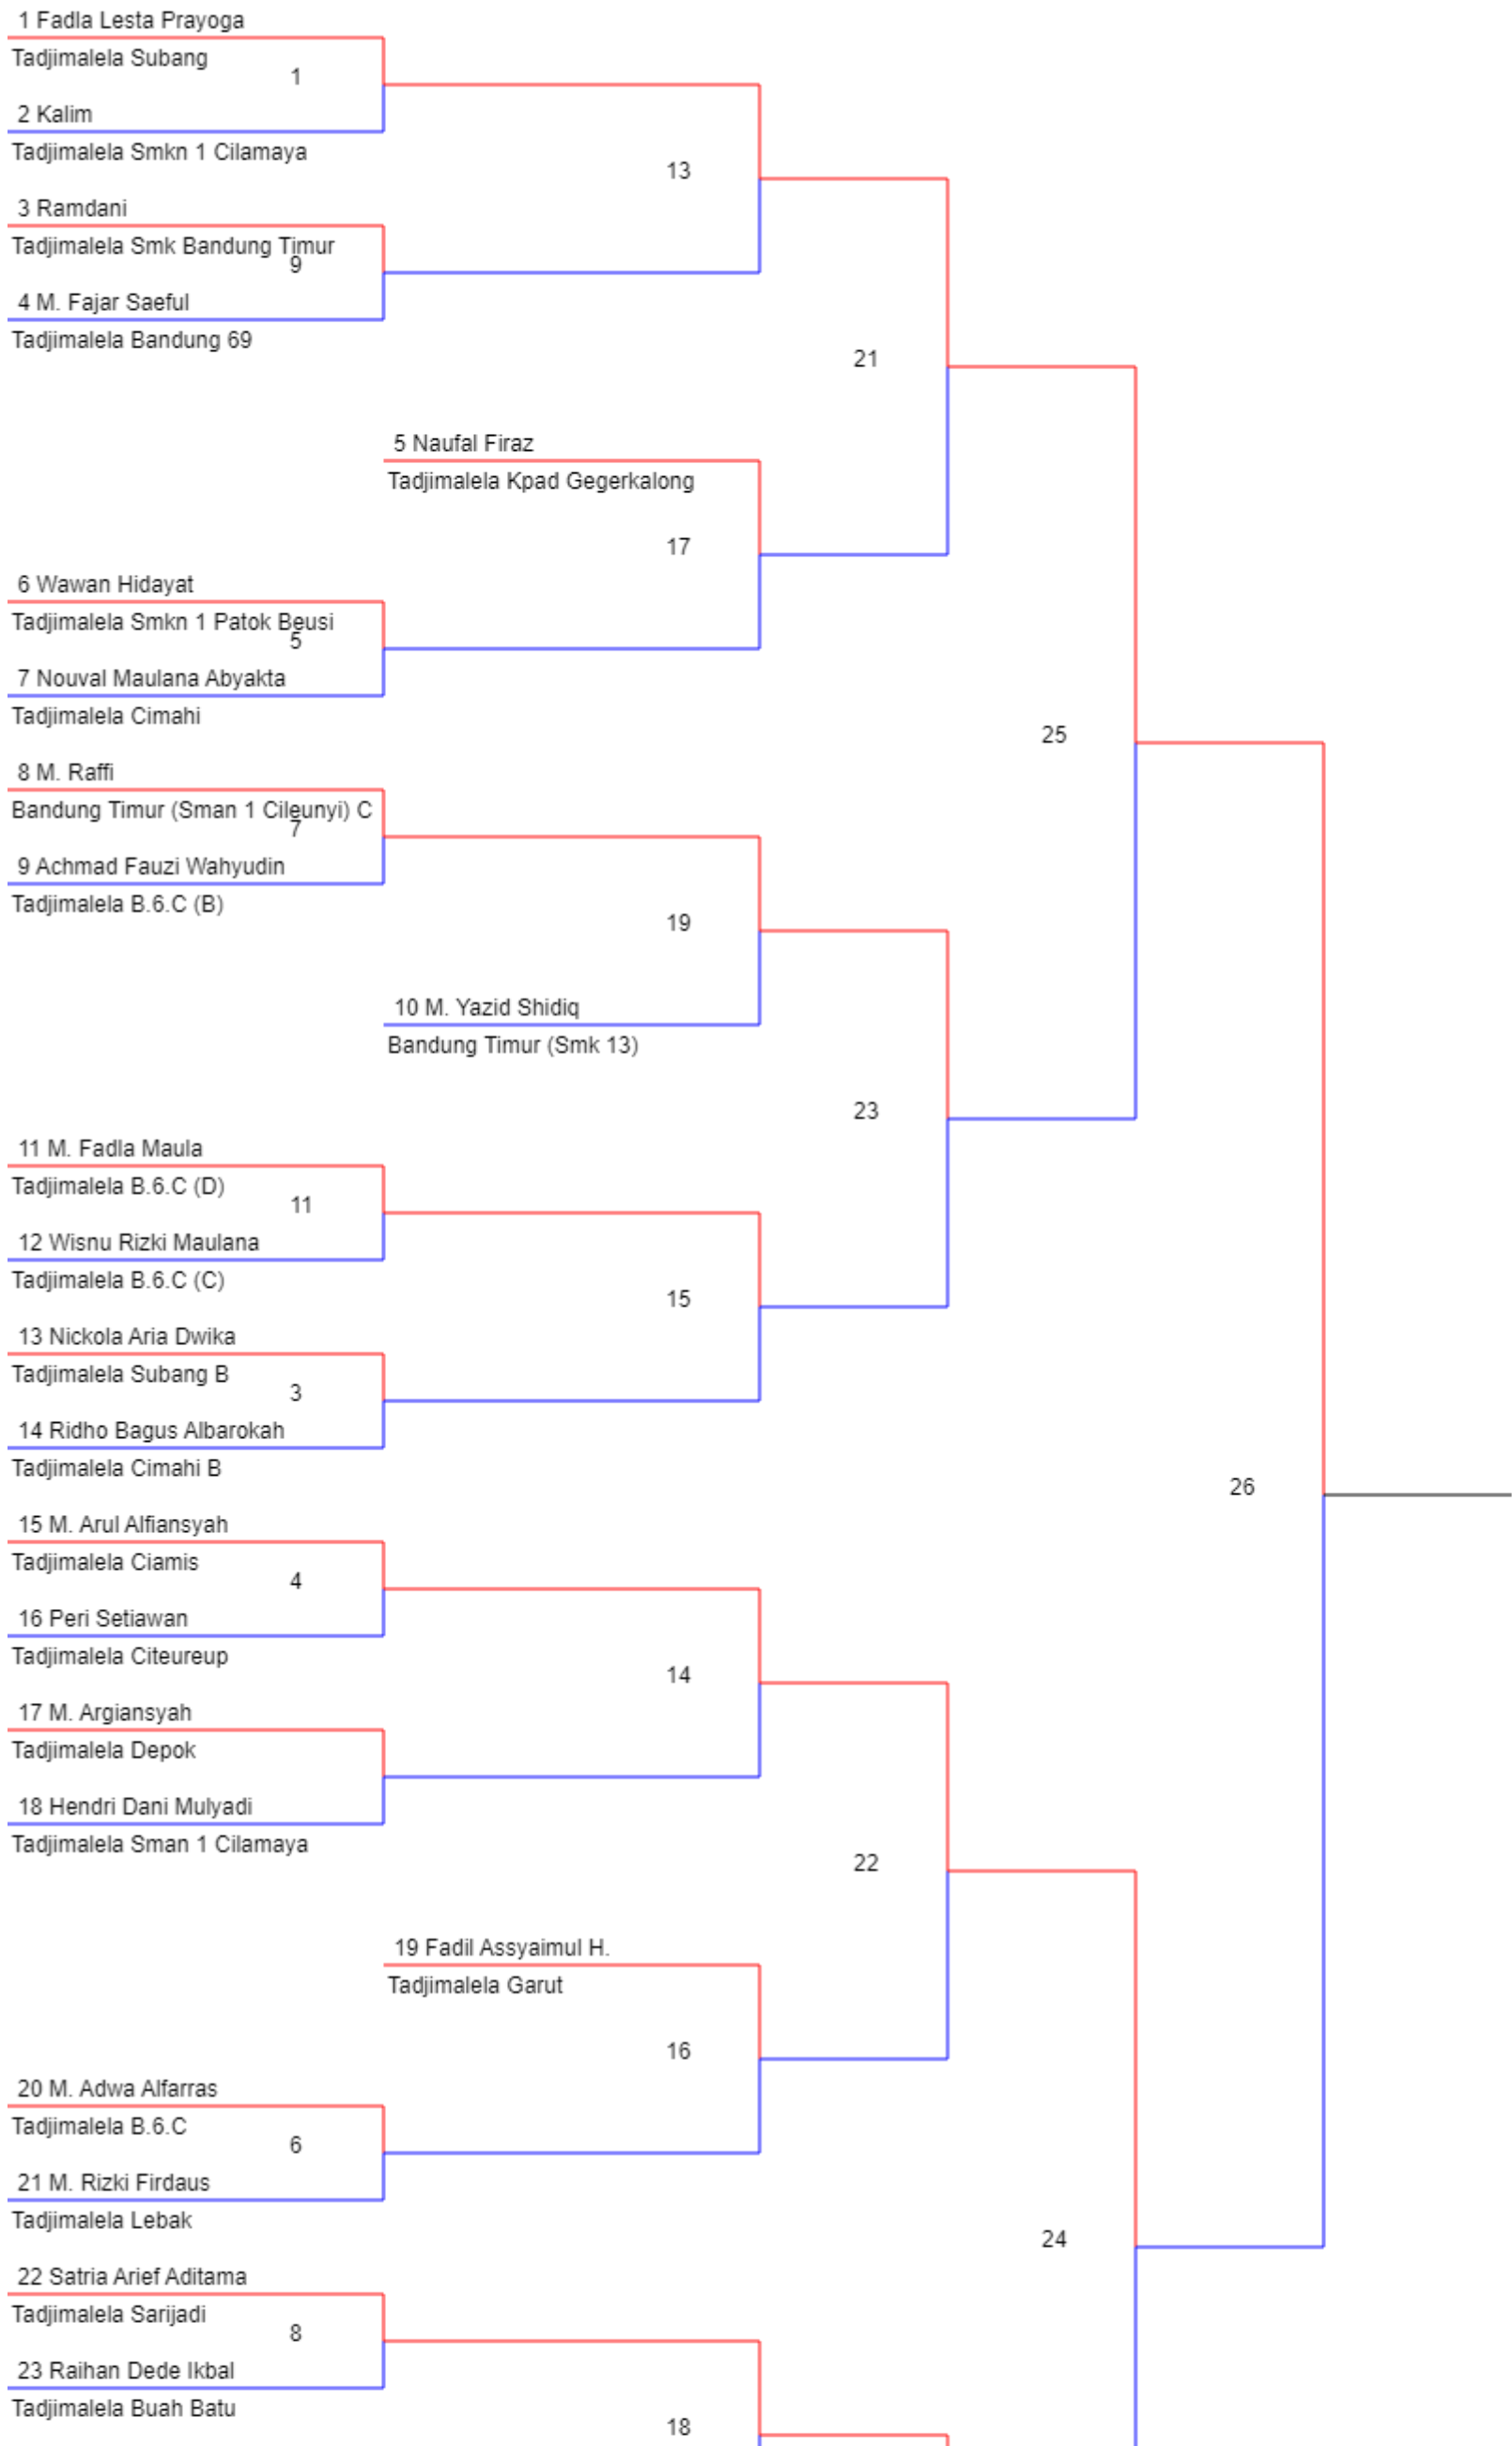 1 Fadla Lesta Prayoga
Tadjimalela Subang
1
2 Kalim
Tadjimalela Smkn 1 Cilamaya
13
3 Ramdani
Tadjimalela Smk Bandung Timur
9
4 M. Fajar Saeful
Tadjimalela Bandung 69
21
5 Naufal Firaz
Tadjimalela Kpad Gegerkalong
17
6 Wawan Hidayat
Tadjimalela Smkn 1 Patok Beusi
5
7 Nouval Maulana Abyakta
Tadjimalela Cimahi
25
8 M. Raffi
Bandung Timur (Sman 1 Cileunyi) C
7
9 Achmad Fauzi Wahyudin
Tadjimalela B.6.C (B)
19
10 M. Yazid Shidiq
Bandung Timur (Smk 13)
23
11 M. Fadla Maula
Tadjimalela B.6.C (D)
11
12 Wisnu Rizki Maulana
Tadjimalela B.6.C (C)
15
13 Nickola Aria Dwika
Tadjimalela Subang B
3
14 Ridho Bagus Albarokah
Tadjimalela Cimahi B
26
15 M. Arul Alfiansyah
Tadjimalela Ciamis
4
16 Peri Setiawan
Tadjimalela Citeureup
14
17 M. Argiansyah
Tadjimalela Depok
18 Hendri Dani Mulyadi
Tadjimalela Sman 1 Cilamaya
22
19 Fadil Assyaimul H.
Tadjimalela Garut
16
20 M. Adwa Alfarras
Tadjimalela B.6.C
6
21 M. Rizki Firdaus
Tadjimalela Lebak
24
22 Satria Arief Aditama
Tadjimalela Sarijadi
8
23 Raihan Dede Ikbal
Tadjimalela Buah Batu
18